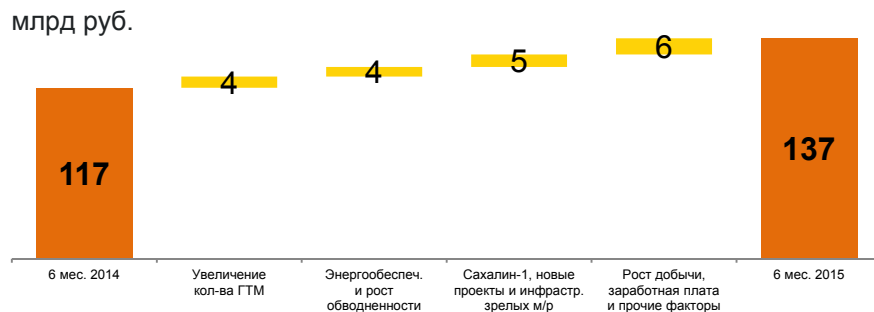 млрд руб.
117
4
4
5
6
137
6 мес. 2014
Увеличение
кол-ва ГТМ
Энергообеспеч.
и рост
обводненности
Сахалин-1, новые
проекты и инфрастр.
зрелых м/р
Рост добычи,
заработная плата
и прочие факторы
6 мес. 2015